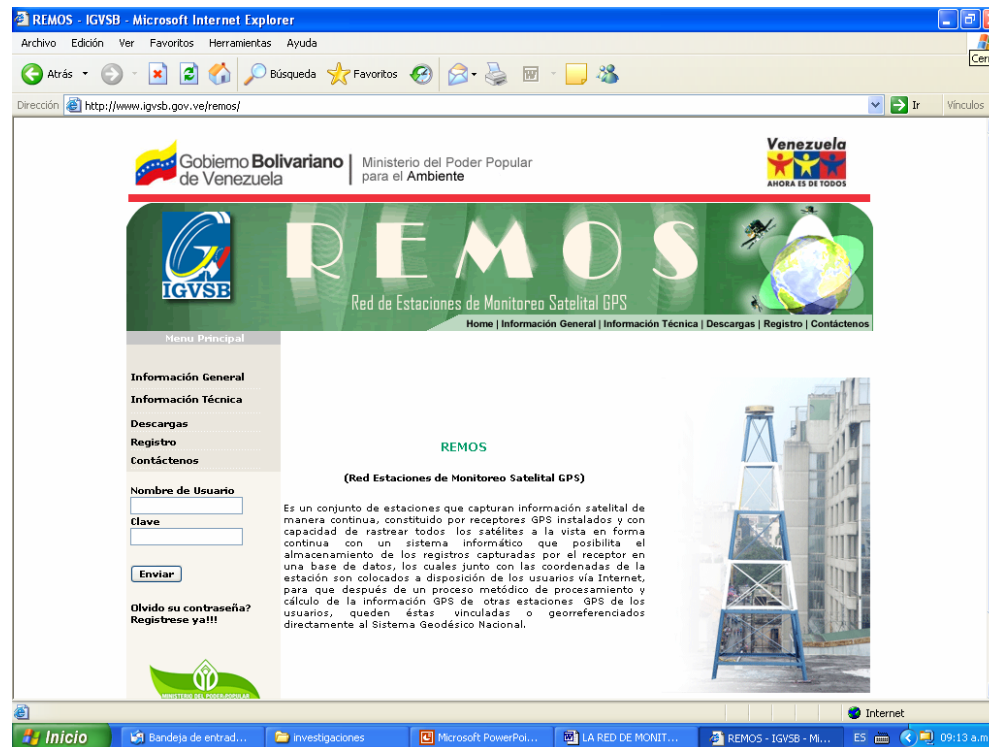 REMOS - IGVSB - Microsoft Internet Explorer
Archivo Edición Ver Favoritos Herramientas Ayuda
Cer
Atrás Búsqueda Favoritos
Dirección http://www.igvsb.gov.ve/remos/ Ir Vínculos
Gobierno Bolivariano
de Venezuela
Ministerio del Poder Popular
para el Ambiente
Venezuela
AHORA ES DE TODOS
IGVSB
REMOS
Red de Estaciones de Monitoreo Satelital GPS
Home | Información General | Información Técnica | Descargas | Registro | Contáctenos
Menu Principal
Información General
Información Técnica
Descargas
Registro
Contáctenos
Nombre de Usuario
Clave
Enviar
Olvido su contraseña?
Registrese ya!!!
MINISTERIO DEL PODER POPULAR
REMOS
(Red Estaciones de Monitoreo Satelital GPS)
Es un conjunto de estaciones que capturan información satelital de
manera continua, constituido por receptores GPS instalados y con
capacidad de rastrear todos los satélites a la vista en forma
continua con un sistema informático que posibilita el
almacenamiento de los registros capturadas por el receptor en
una base de datos, los cuales junto con las coordenadas de la
estación son colocados a disposición de los usuarios vía Internet,
para que después de un proceso metódico de procesamiento y
cálculo de la información GPS de otras estaciones GPS de los
usuarios, queden éstas vinculadas o georreferenciados
directamente al Sistema Geodésico Nacional.
Internet
Inicio
Bandeja de entrad...
investigaciones
Microsoft PowerPoi...
LA RED DE MONIT...
REMOS - IGVSB - Mi...
ES
09:13 a.m